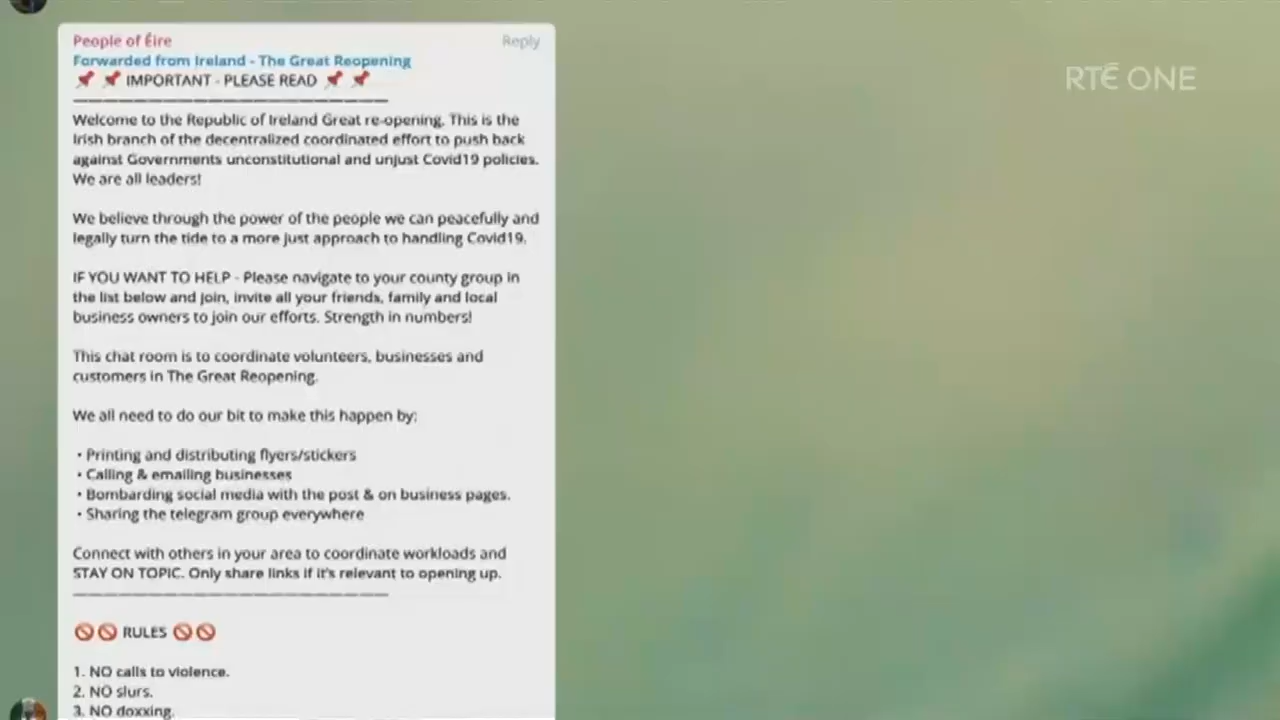 People of Éire
Reply
Forwarded from Ireland - The Great Reopening
📌 📌 IMPORTANT - PLEASE READ 📌 📌
RTÉ ONE
Welcome to the Republic of Ireland Great re-opening. This is the
Irish branch of the decentralized coordinated effort to push back
against Governments unconstitutional and unjust Covid19 policies.
We are all leaders!
We believe through the power of the people we can peacefully and
legally turn the tide to a more just approach to handling Covid19.
IF YOU WANT TO HELP - Please navigate to your county group in
the list below and join, invite all your friends, family and local
business owners to join our efforts. Strength in numbers!
This chat room is to coordinate volunteers, businesses and
customers in The Great Reopening.
We all need to do our bit to make this happen by:
• Printing and distributing flyers/stickers
• Calling & emailing businesses
• Bombarding social media with the post & on business pages.
• Sharing the telegram group everywhere
Connect with others in your area to coordinate workloads and
STAY ON TOPIC. Only share links if it's relevant to opening up.
🚫🚫 RULES 🚫🚫
1. NO calls to violence.
2. NO slurs.
3. NO doxxing.